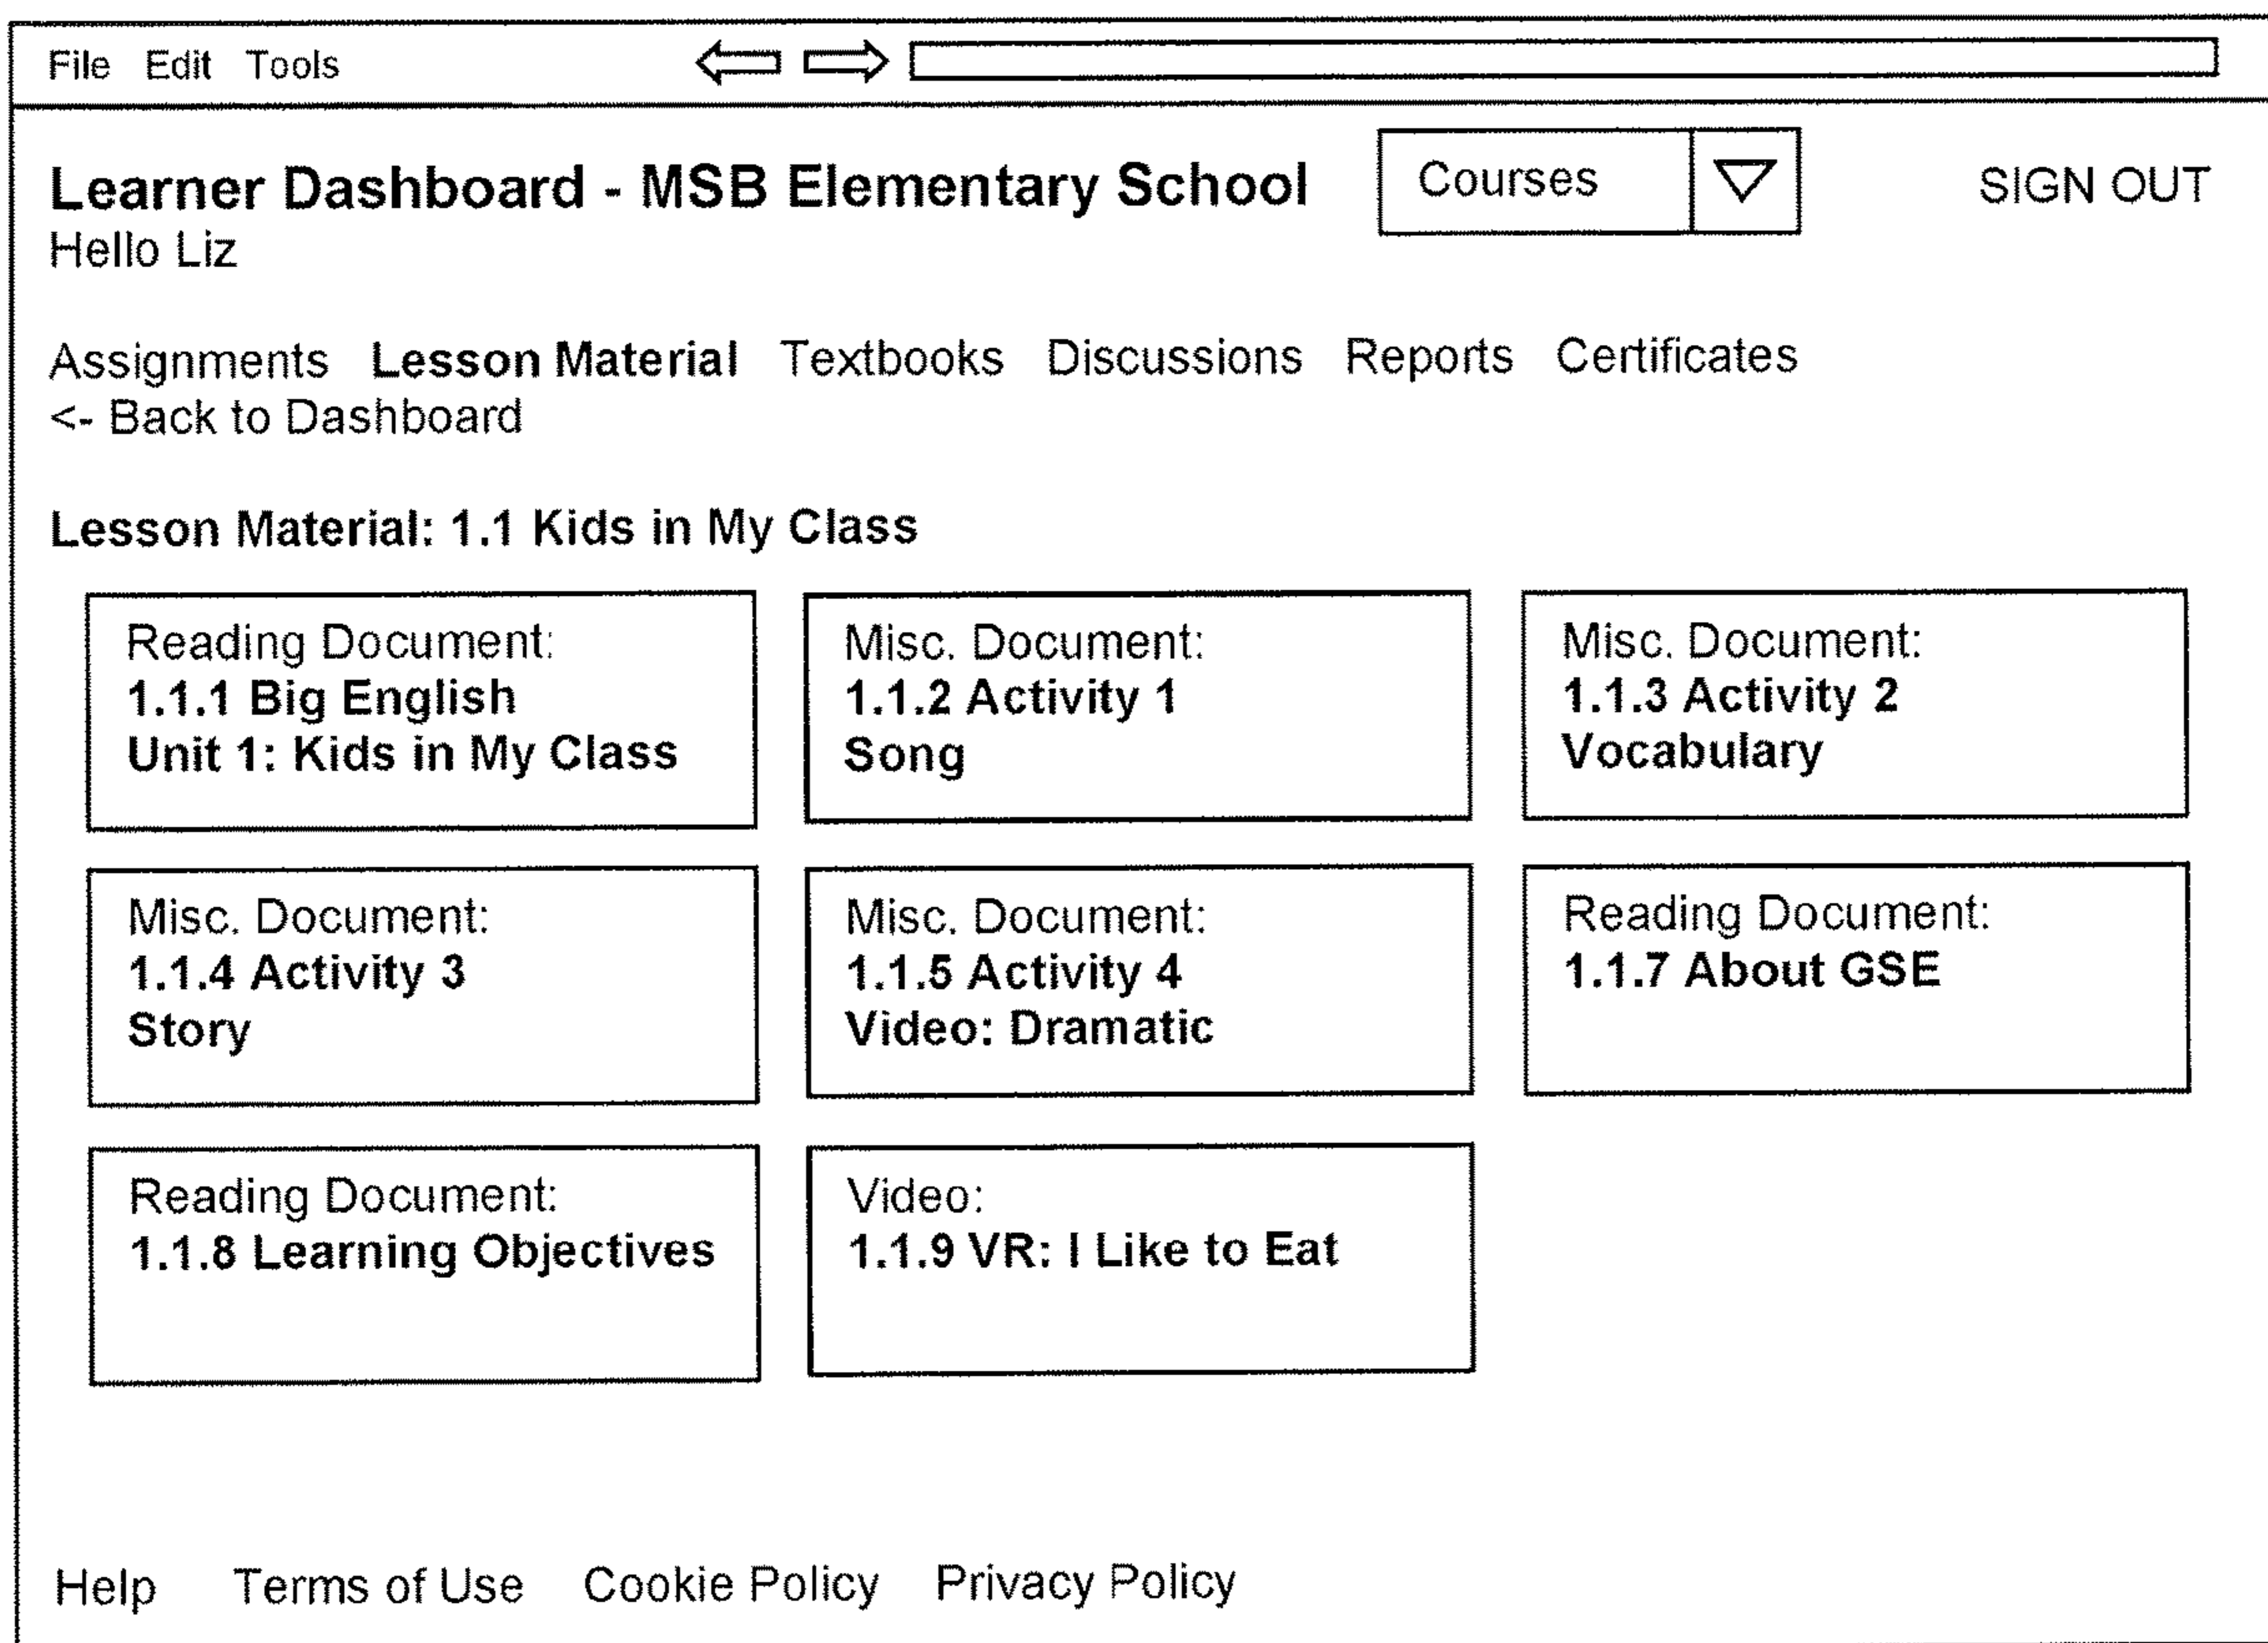 File Edit Tools
Learner Dashboard - MSB Elementary School
Courses
SIGN OUT
Hello Liz
Assignments Lesson Material Textbooks Discussions Reports Certificates
<- Back to Dashboard
Lesson Material: 1.1 Kids in My Class
Reading Document:
1.1.1 Big English
Unit 1: Kids in My Class
Misc. Document:
1.1.2 Activity 1
Song
Misc. Document:
1.1.3 Activity 2
Vocabulary
Misc. Document:
1.1.4 Activity 3
Story
Misc. Document:
1.1.5 Activity 4
Video: Dramatic
Reading Document:
1.1.7 About GSE
Reading Document:
1.1.8 Learning Objectives
Video:
1.1.9 VR: I Like to Eat
Help Terms of Use Cookie Policy Privacy Policy